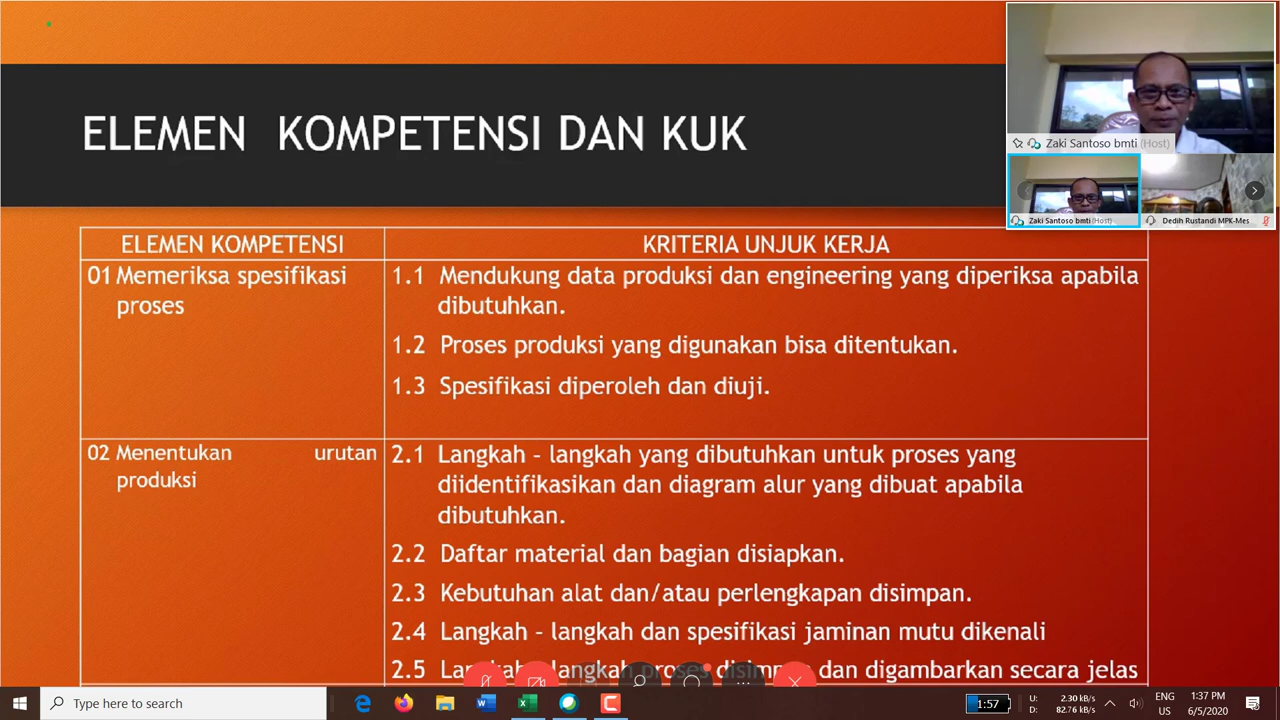 ELEMEN KOMPETENSI DAN KUK
Zaki Santoso bmti (Host)
Zaki Santoso bmti (Host)
Dedih Rustandi MPK-Mes
ELEMEN KOMPETENSI
KRITERIA UNJUK KERJA
01 Memeriksa spesifikasi
proses
1.1 Mendukung data produksi dan engineering yang diperiksa apabila
dibutuhkan.
1.2 Proses produksi yang digunakan bisa ditentukan.
1.3 Spesifikasi diperoleh dan diuji.
02 Menentukan urutan
produksi
2.1 Langkah - langkah yang dibutuhkan untuk proses yang
diidentifikasikan dan diagram alur yang dibuat apabila
dibutuhkan.
2.2 Daftar material dan bagian disiapkan.
2.3 Kebutuhan alat dan/atau perlengkapan disimpan.
2.4 Langkah - langkah dan spesifikasi jaminan mutu dikenali
2.5 langkah proses dan digambarkan secara jelas
Type here to search
1:57
U: 2.30 kB/s
D: 82.76 kB/s
ENG
US
1:37 PM
6/5/2020